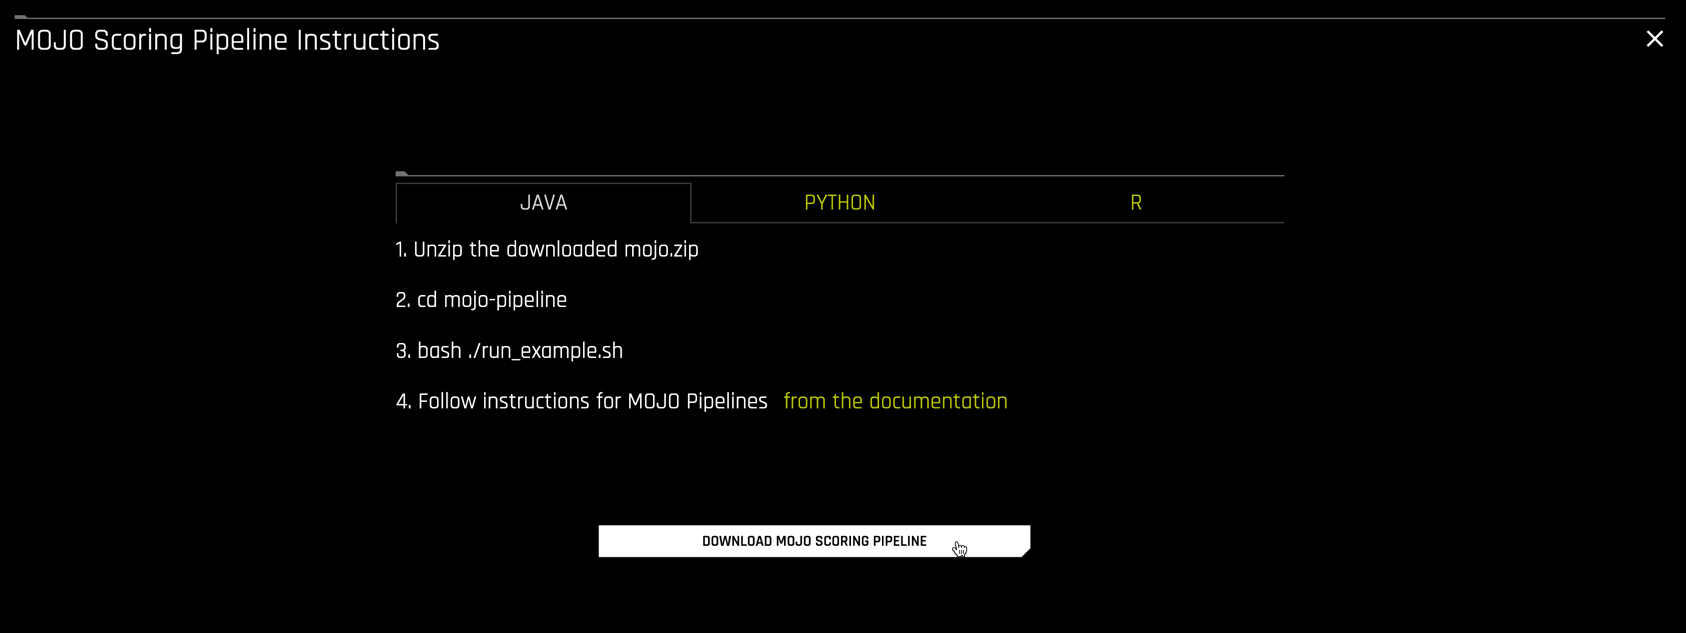 MOJO Scoring Pipeline Instructions
JAVA PYTHON R
1. Unzip the downloaded mojo.zip
2. cd mojo-pipeline
3. bash ./run_example.sh
4. Follow instructions for MOJO Pipelines from the documentation
DOWNLOAD MOJO SCORING PIPELINE